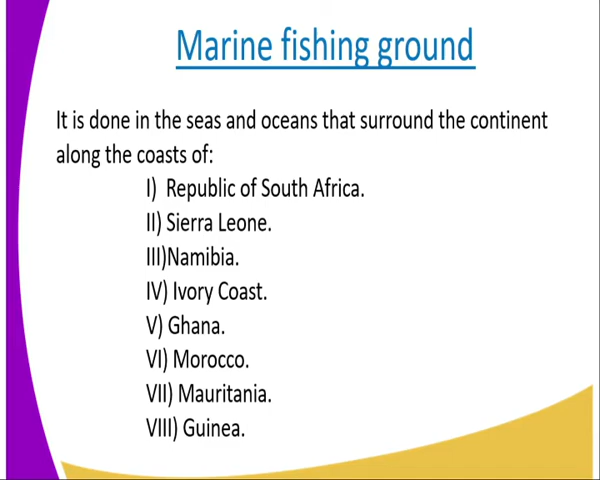 Marine fishing ground
It is done in the seas and oceans that surround the continent
along the coasts of:
I) Republic of South Africa.
II) Sierra Leone.
III)Namibia.
IV) Ivory Coast.
V) Ghana.
VI) Morocco.
VII) Mauritania.
VIII) Guinea.